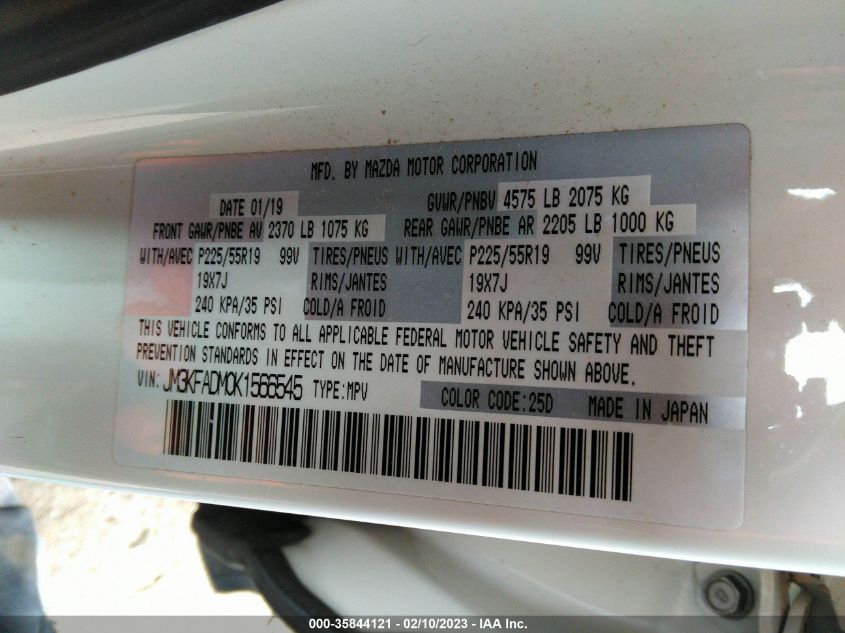 MFD. BY MAZDA MOTOR CORPORATION
DATE 01/19 GVWR/PNBV 4575 LB 2075 KG
FRONT GAWR/PNBE AV 2370 LB 1075 KG REAR GAWR/PNBE AR 2205 LB 1000 KG
WITH/AVEC P225/55R19 99V TIRES/PNEUS WITH/AVEC P225/55R19 99V TIRES/PNEUS
19X7J RIMS/JANTES 19X7J RIMS/JANTES
240 KPA/35 PSI COLD/A FROID 240 KPA/35 PSI COLD/A FROID
THIS VEHICLE CONFORMS TO ALL APPLICABLE FEDERAL MOTOR VEHICLE SAFETY AND THEFT
PREVENTION STANDARDS IN EFFECT ON THE DATE OF MANUFACTURE SHOWN ABOVE.
VIN: JM3KFADM0K1566545 TYPE:MPV COLOR CODE:25D MADE IN JAPAN
000-35844121 - 02/10/2023 - IAA Inc.